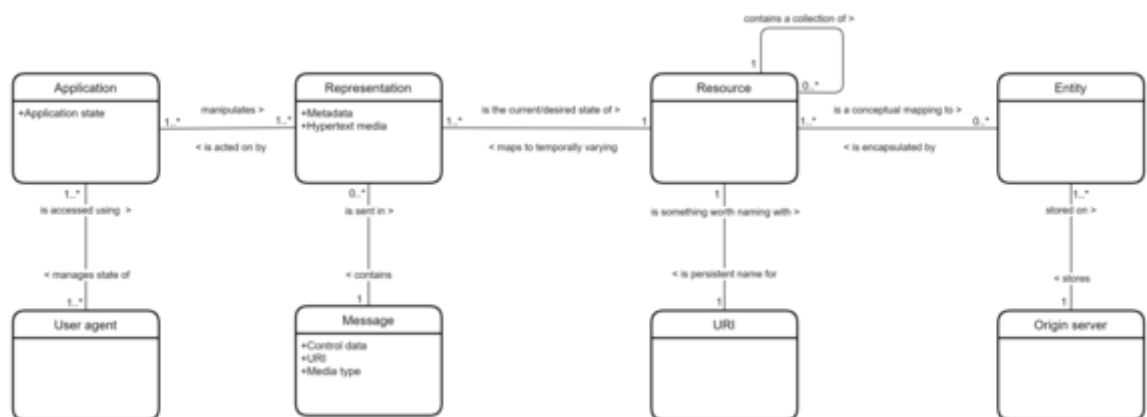 contains a collection of >
1
0..*
Application
+Application state
Representation
+Metadata
+Hypertext media
Resource
Entity
manipulates >
1..*
1..*
< is acted on by
is the current/desired state of >
1..*
1
< maps to temporally varying
is a conceptual mapping to >
1..*
0..*
< is encapsulated by
1..*
is accessed using >
< manages state of
1..*
0..*
is sent in >
< contains
1
1
is something worth naming with >
< is persistent name for
1
1..*
stored on >
< stores
1
User agent
Message
+Control data
+URI
+Media type
URI
Origin server